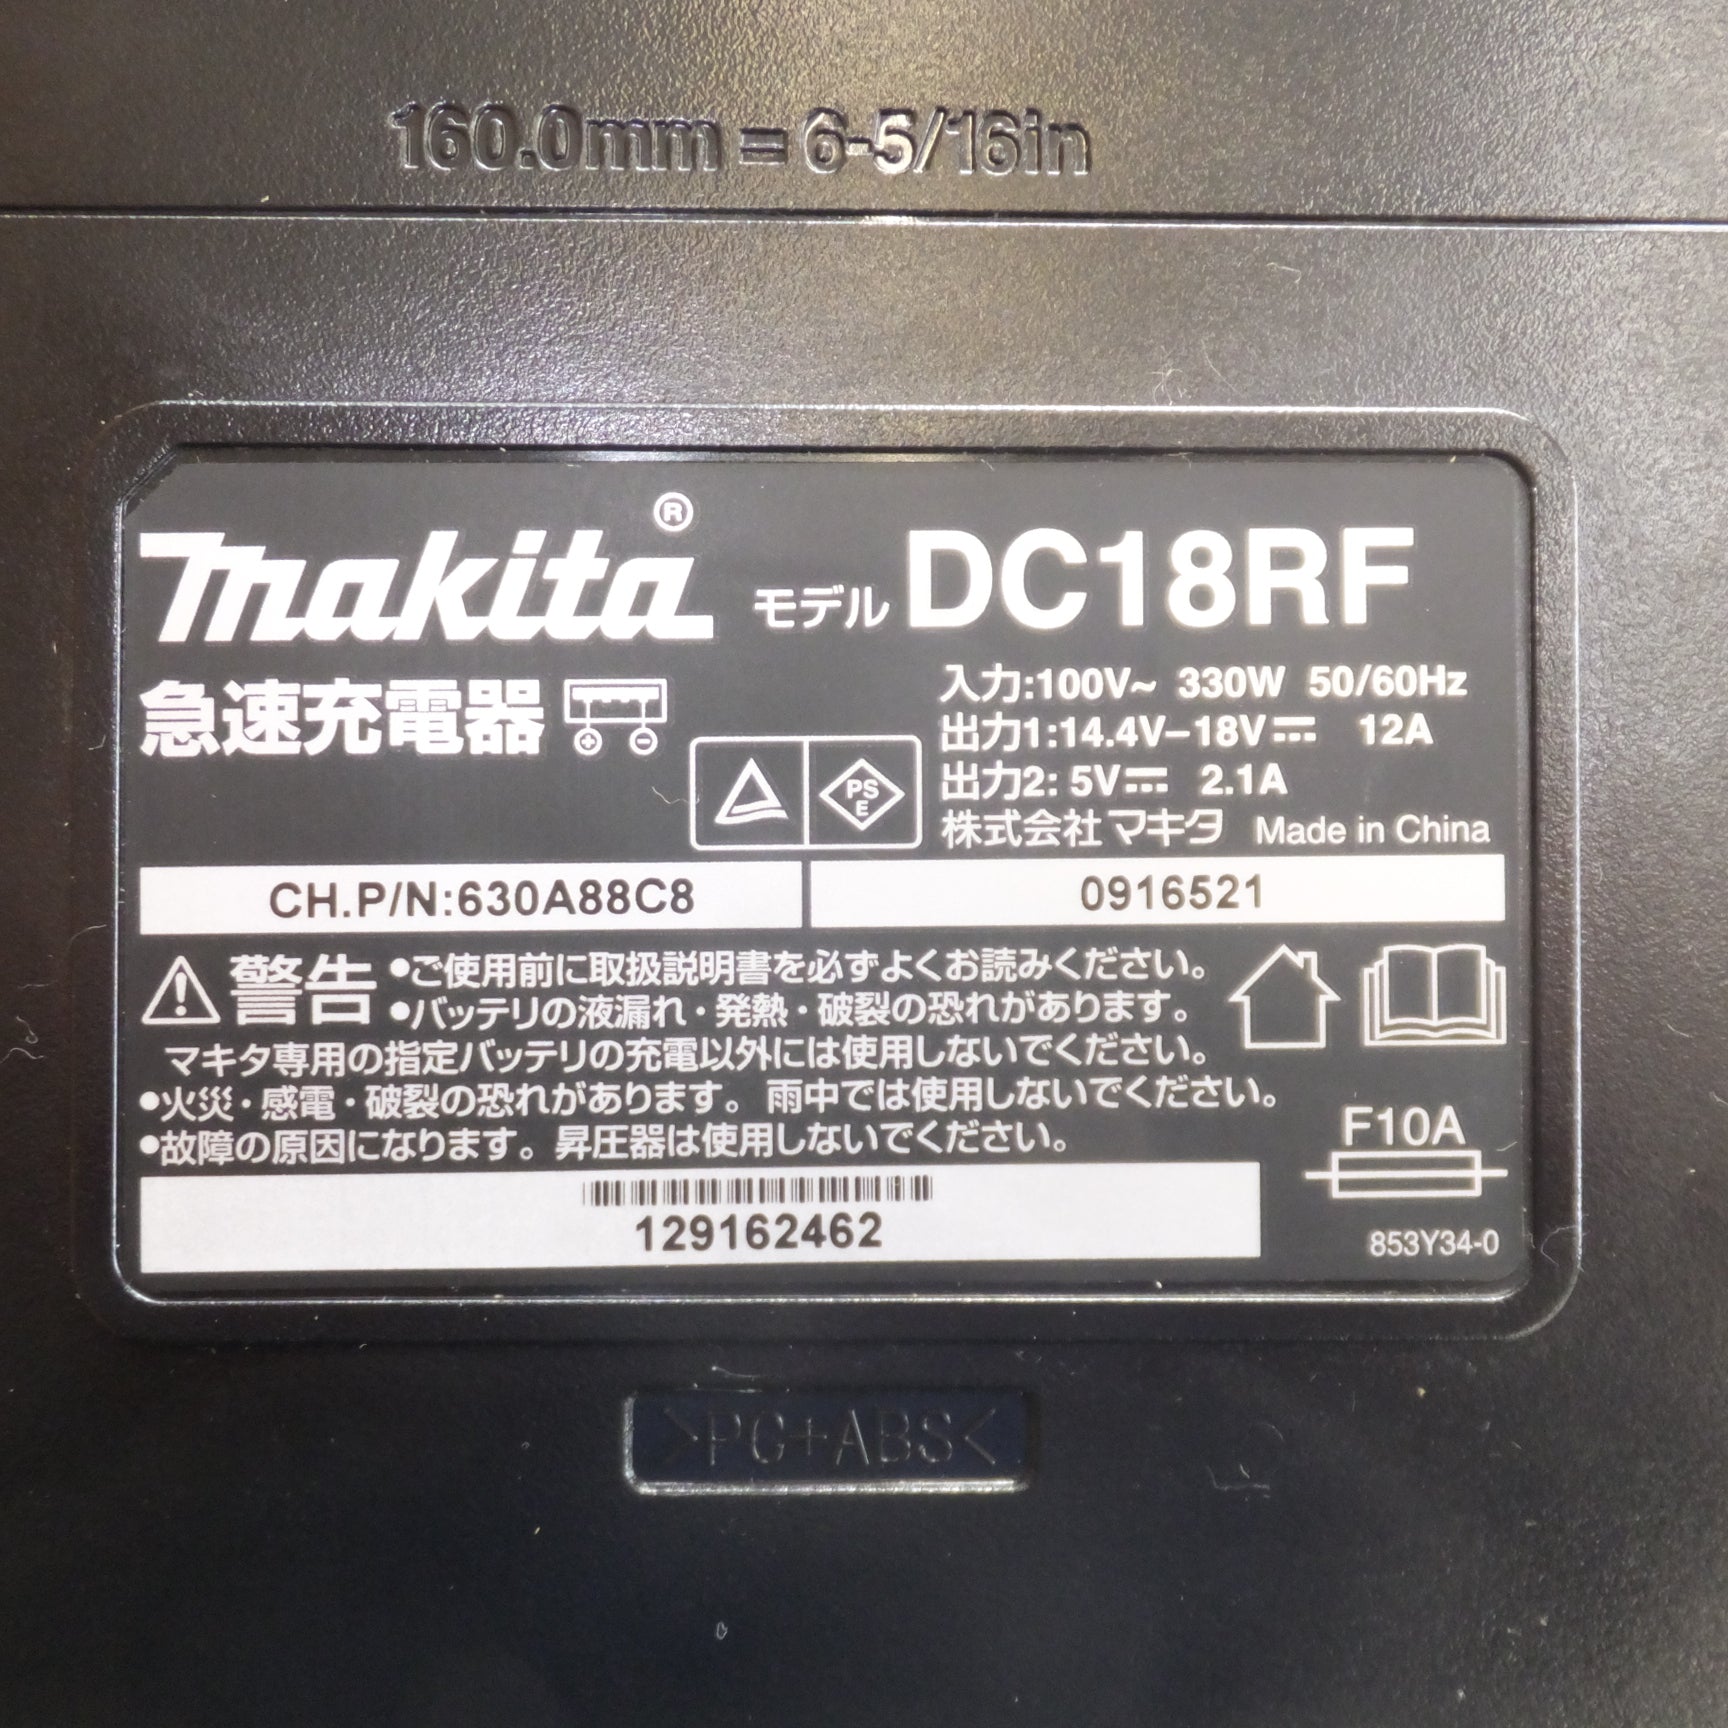 160.0mm = 6-5/16in
makita® モデル DC18RF
急速充電器
入力:100V~ 330W 50/60Hz
出力1:14.4V-18V⎓ 12A
出力2: 5V⎓ 2.1A
PS
E
株式会社マキタ Made in China
CH.P/N:630A88C8
0916521
警告 •ご使用前に取扱説明書を必ずよくお読みください。
•バッテリの液漏れ・発熱・破裂の恐れがあります。
マキタ専用の指定バッテリの充電以外には使用しないでください。
•火災・感電・破裂の恐れがあります。雨中では使用しないでください。
•故障の原因になります。昇圧器は使用しないでください。
F10A
129162462
853Y34-0
>PC+ABS<